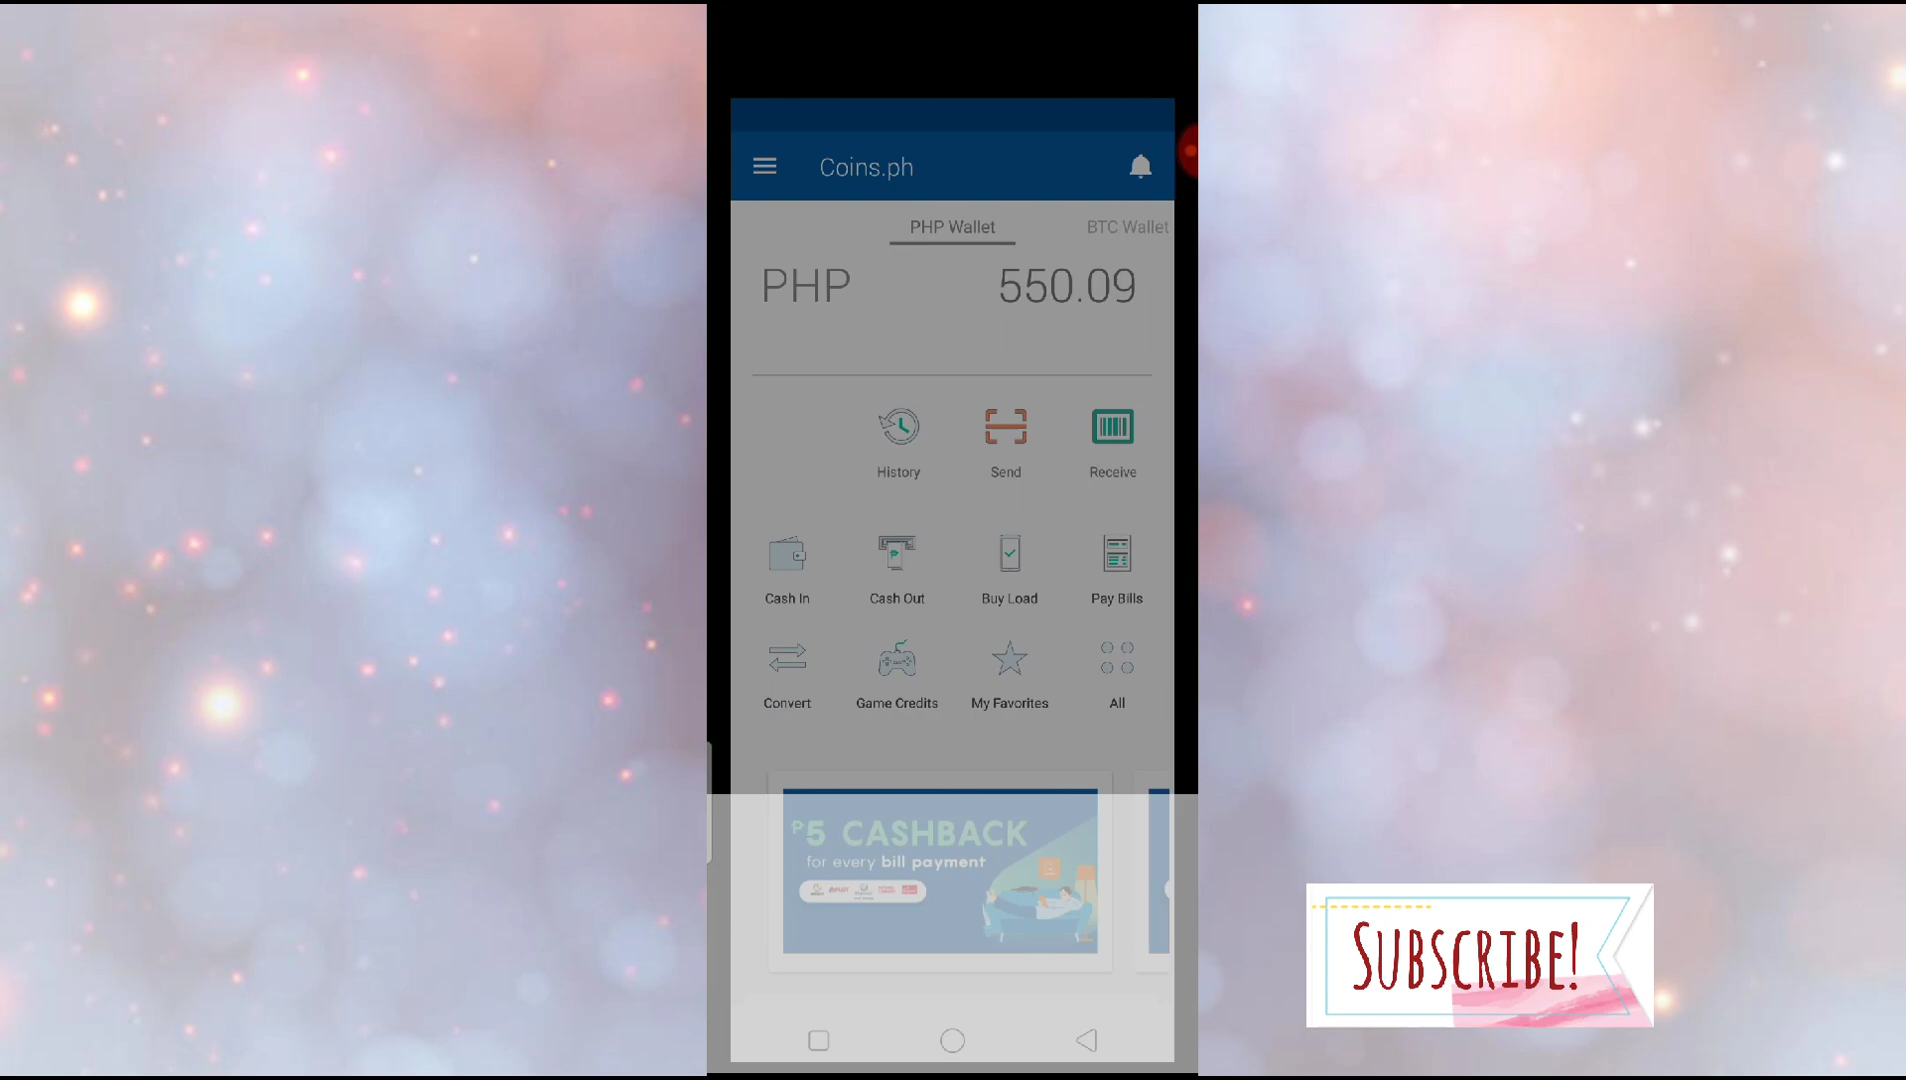 Coins.ph
PHP Wallet
BTC Wallet
PHP
550.09
History
Send
Receive
Cash In
Cash Out
Buy Load
Pay Bills
Convert
Game Credits
My Favorites
All
₱5 CASHBACK
for every bill payment
SUBSCRIBE!